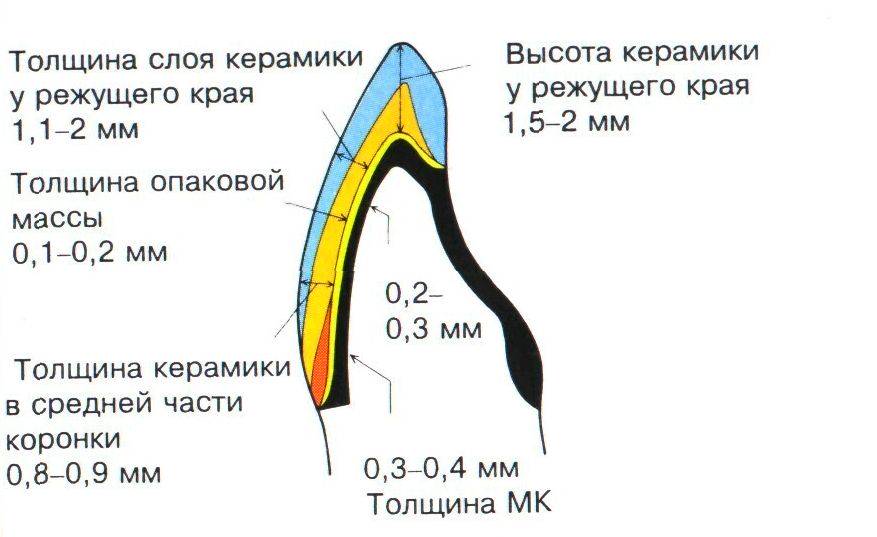 Толщина слоя керамики
у режущего края
1,1–2 мм
Высота керамики
у режущего края
1,5–2 мм
Толщина опаковой
массы
0,1–0,2 мм
0,2–
0,3 мм
Толщина керамики
в средней части
коронки
0,8–0,9 мм
0,3–0,4 мм
Толщина МК